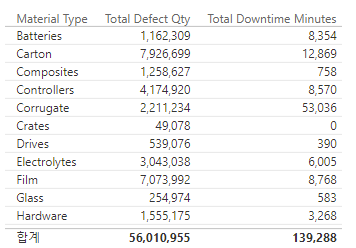 Material Type Total Defect Qty Total Downtime Minutes
Batteries 1,162,309 8,354
Carton 7,926,699 12,869
Composites 1,258,627 758
Controllers 4,174,920 8,570
Corrugate 2,211,234 53,036
Crates 49,078 0
Drives 539,076 390
Electrolytes 3,043,038 6,005
Film 7,073,992 8,768
Glass 254,974 583
Hardware 1,555,175 3,268
합계 56,010,955 139,288